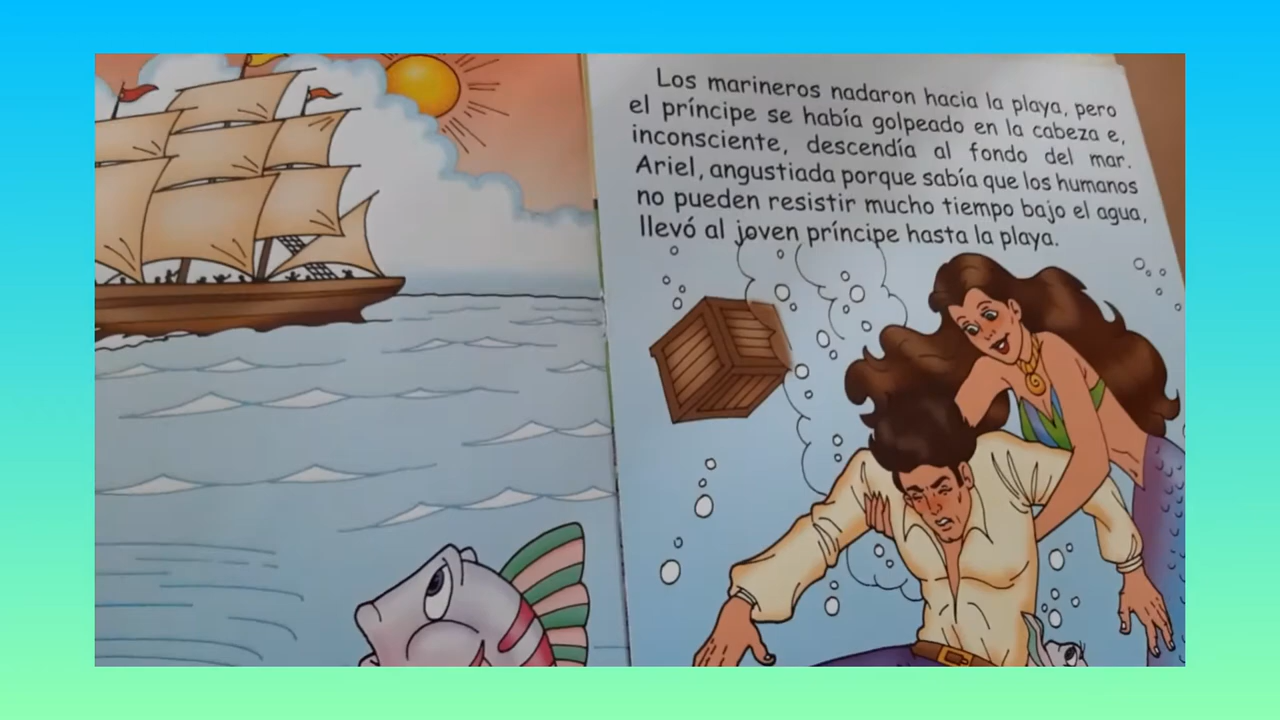 Los marineros nadaron hacia la playa, pero
el príncipe se había golpeado en la cabeza e,
inconsciente, descendía al fondo del mar.
Ariel, angustiada porque sabía que los humanos
no pueden resistir mucho tiempo bajo el agua,
llevó al joven príncipe hasta la playa.